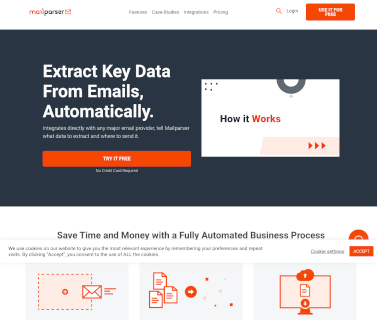 mailparser
Features Case-Studies Integrations Pricing
Login
USE IT FOR
FREE
Extract Key Data
From Emails,
Automatically.
Integrates directly with any major email provider, tell Mailparser
what data to extract and where to send it.
TRY IT FREE
No Credit Card Required
How it Works
Save Time and Money with a Fully Automated Business Process
We use cookies on our website to give you the most relevant experience by remembering your preferences and repeat
visits. By clicking "Accept", you consent to the use of ALL the cookies.
Cookie settings
ACCEPT